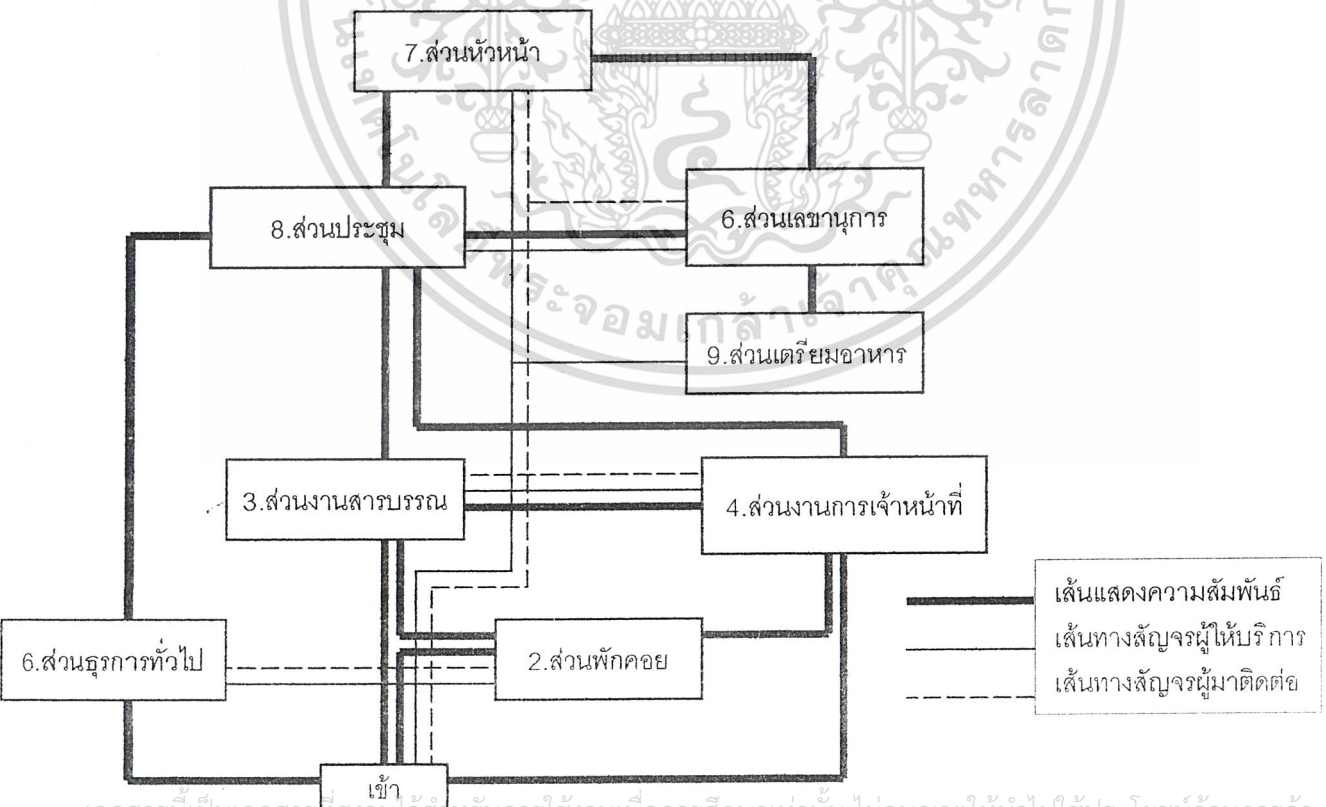 7.ส่วนหัวหน้า
8.ส่วนประชุม
6.ส่วนเลขานุการ
9.ส่วนเตรียมอาหาร
3.ส่วนงานสารบรรณ
4.ส่วนงานการเจ้าหน้าที่
6.ส่วนธุรการทั่วไป
2.ส่วนพักคอย
เข้า
เส้นแสดงความสัมพันธ์
เส้นทางสัญจรผู้ให้บริการ
เส้นทางสัญจรผู้มาติดต่อ